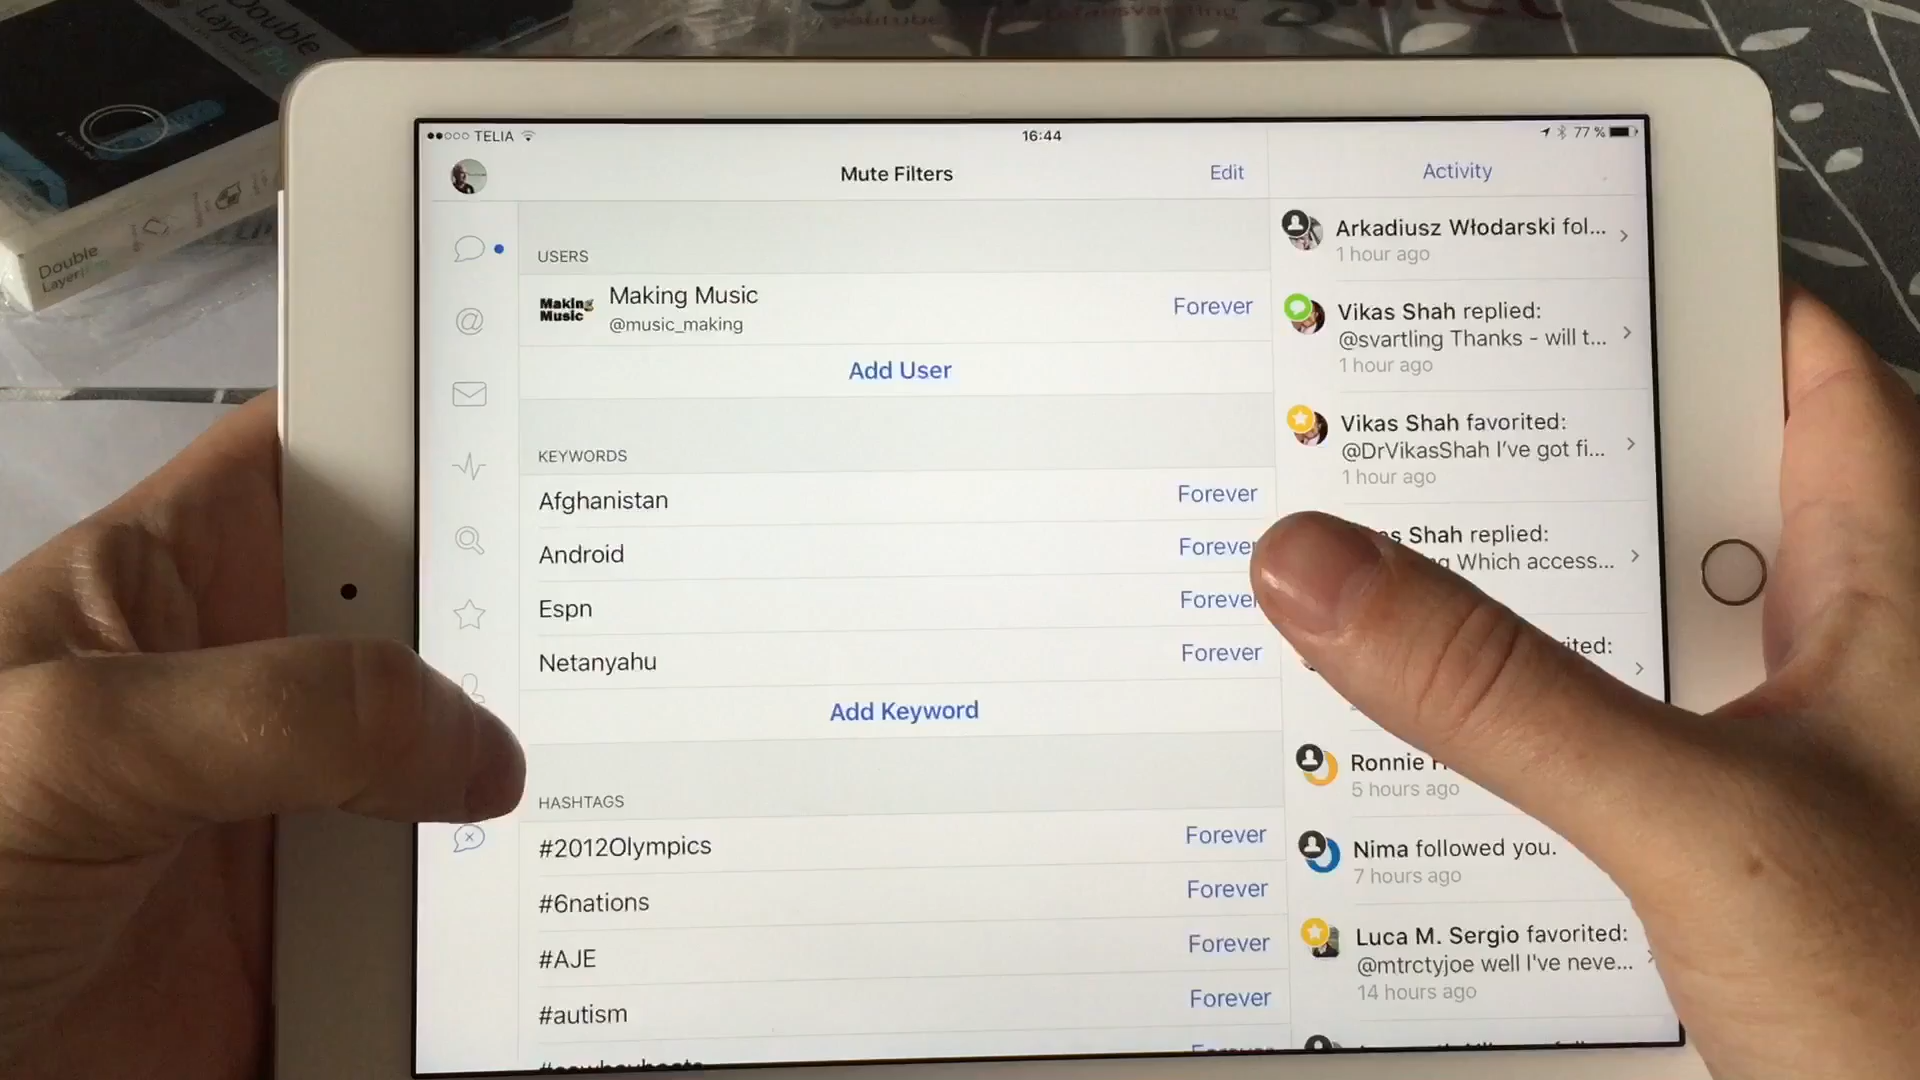 Double
Layer
Double
Layer
TELIA
16:44
77 %
Mute Filters
Edit
Activity
USERS
Making
Music
Making Music
@music_making
Forever
Add User
KEYWORDS
Afghanistan
Forever
Android
Forever
Espn
Forever
Netanyahu
Forever
Add Keyword
HASHTAGS
#2012Olympics
Forever
#6nations
Forever
#AJE
Forever
#autism
Forever
Arkadiusz Włodarski fol...
1 hour ago
Vikas Shah replied:
@svartling Thanks - will t...
1 hour ago
Vikas Shah favorited:
@DrVikasShah I've got fi...
1 hour ago
Shah replied:
Which access...
Ronnie
5 hours ago
Nima followed you.
7 hours ago
Luca M. Sergio favorited:
@mtrctyjoe well I've neve...
14 hours ago